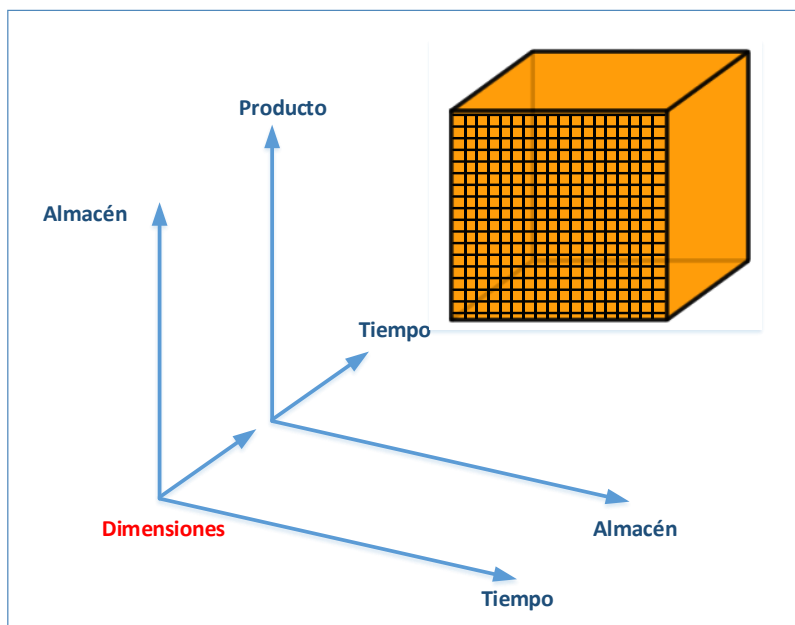 Producto
Almacén
Tiempo
Dimensiones
Almacén
Tiempo